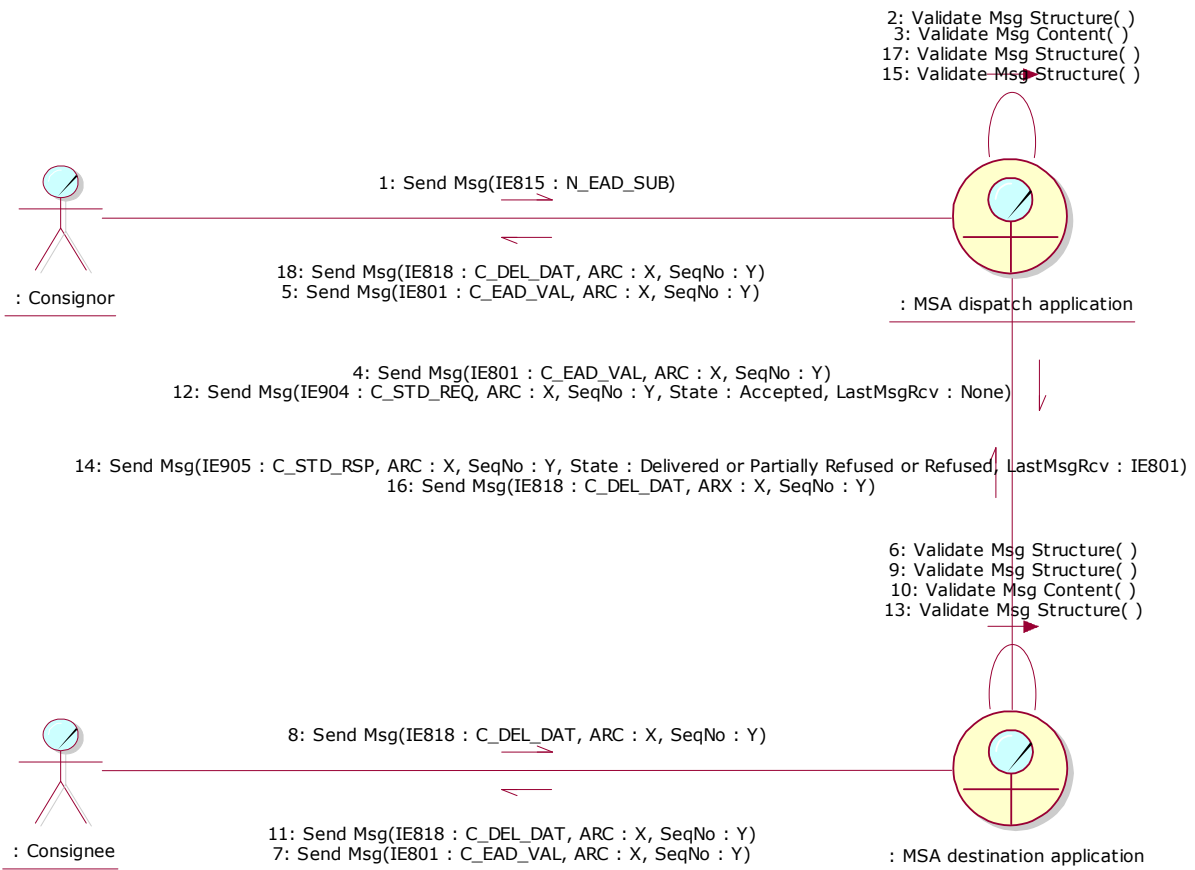 2: Validate Msg Structure( )
3: Validate Msg Content( )
17: Validate Msg Structure( )
15: Validate Msg Structure( )
1: Send Msg(IE815 : N_EAD_SUB)
18: Send Msg(IE818 : C_DEL_DAT, ARC : X, SeqNo : Y)
5: Send Msg(IE801 : C_EAD_VAL, ARC : X, SeqNo : Y)
: Consignor
: MSA dispatch application
4: Send Msg(IE801 : C_EAD_VAL, ARC : X, SeqNo : Y)
12: Send Msg(IE904 : C_STD_REQ, ARC : X, SeqNo : Y, State : Accepted, LastMsgRcv : None)
14: Send Msg(IE905 : C_STD_RSP, ARC : X, SeqNo : Y, State : Delivered or Partially Refused or Refused, LastMsgRcv : IE801)
16: Send Msg(IE818 : C_DEL_DAT, ARX : X, SeqNo : Y)
6: Validate Msg Structure( )
9: Validate Msg Structure( )
10: Validate Msg Content( )
13: Validate Msg Structure( )
8: Send Msg(IE818 : C_DEL_DAT, ARC : X, SeqNo : Y)
11: Send Msg(IE818 : C_DEL_DAT, ARC : X, SeqNo : Y)
7: Send Msg(IE801 : C_EAD_VAL, ARC : X, SeqNo : Y)
: Consignee
: MSA destination application